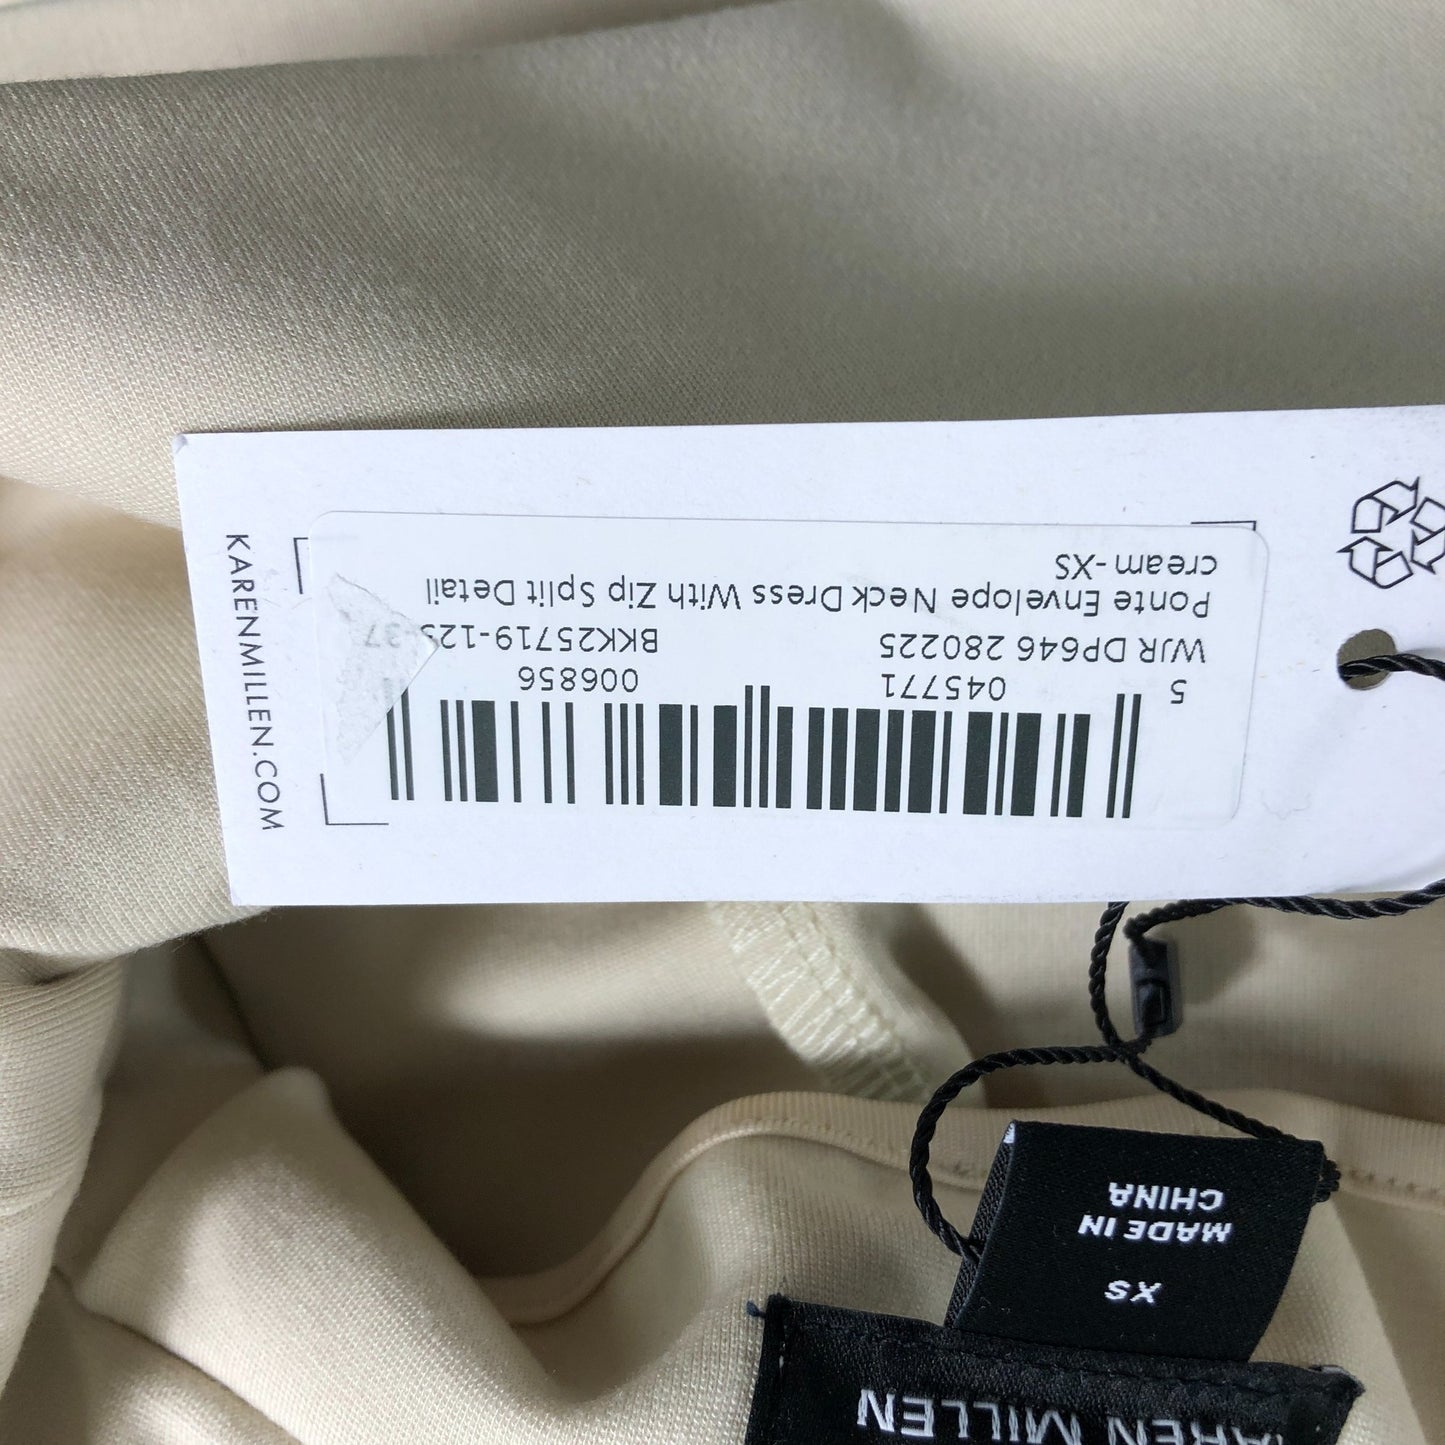 KARENMILLEN.COM
5 045771 006856
WJR DP646 280225 BKK25719-125-37
Ponte Envelope Neck Dress With Zip Split Detail
cream-XS
MADE IN
CHINA
XS
KAREN MILLEN